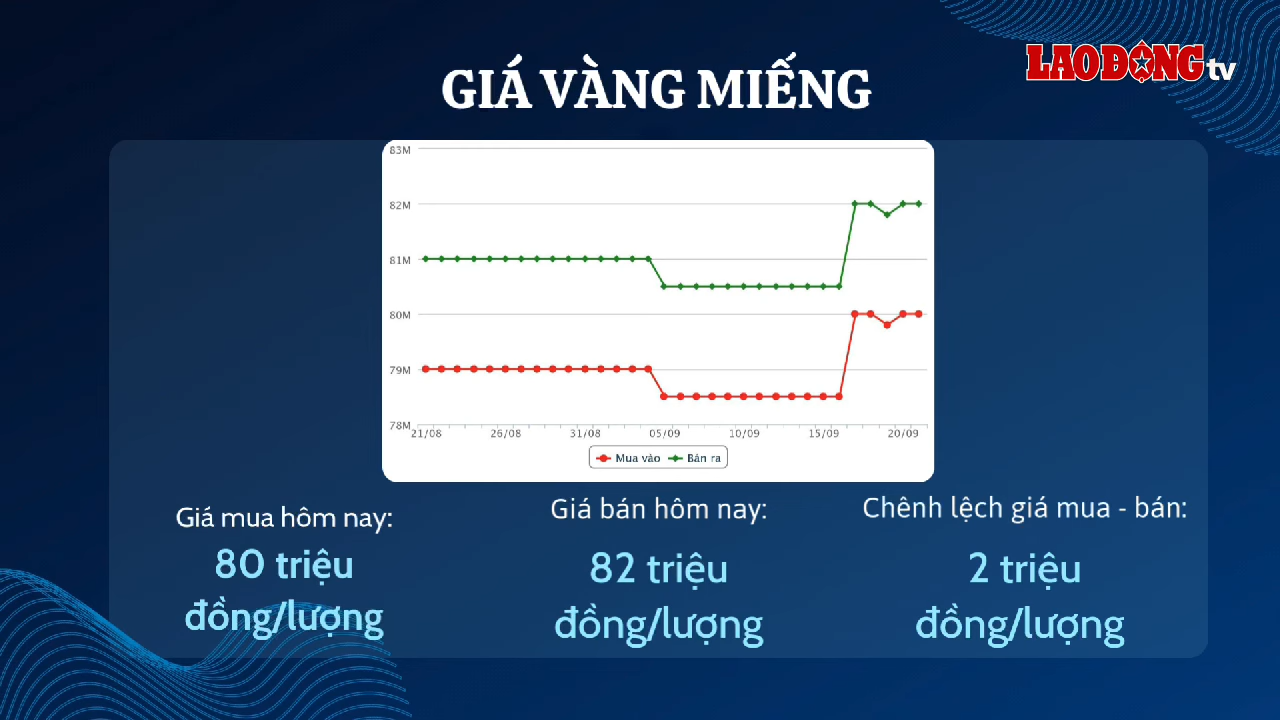 LAO ĐỘNG tv
GIÁ VÀNG MIẾNG
83M
82M
81M
80M
79M
78M
21/08 26/08 31/08 05/09 10/09 15/09 20/09
Mua vào Bán ra
Giá mua hôm nay:
80 triệu
đồng/lượng
Giá bán hôm nay:
82 triệu
đồng/lượng
Chênh lệch giá mua - bán:
2 triệu
đồng/lượng